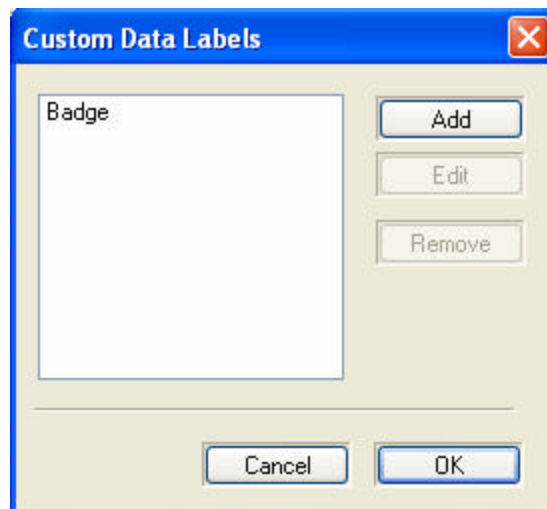 Custom Data Labels
Badge
Add
Edit
Remove
Cancel
OK